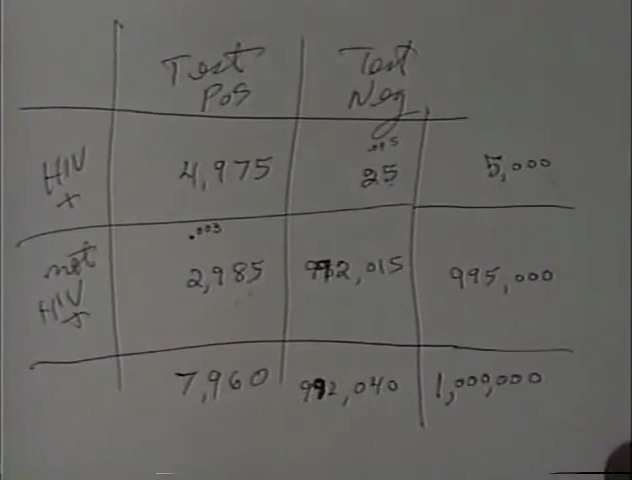 Test Test
Pos Neg
.005
HIV 4,975 25 5,000
+
.003
not 2,985 992,015 995,000
HIV
+
7,960 992,040 1,000,000